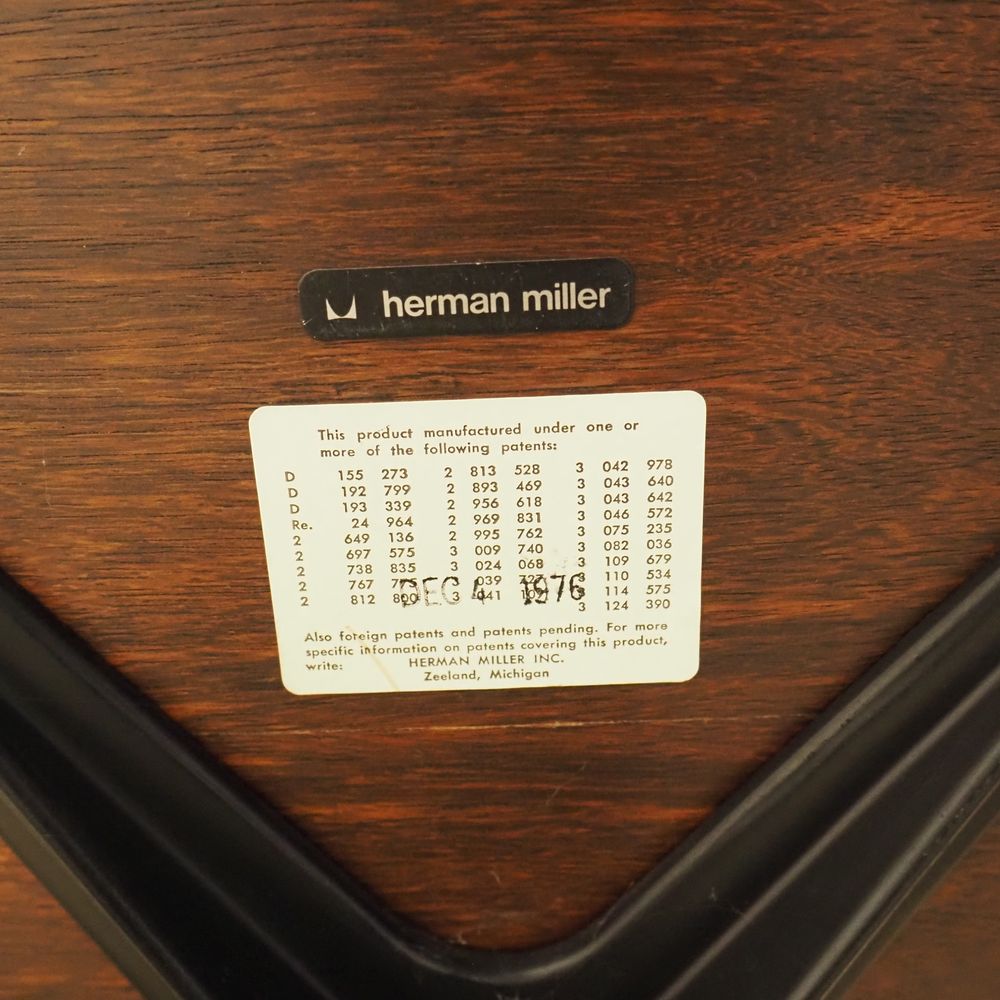 herman miller
This product manufactured under one or
more of the following patents:
D 155 273 2 813 528 3 042 978
D 192 799 2 893 469 3 043 640
D 193 339 2 956 618 3 043 642
Re. 24 964 2 969 831 3 046 572
2 649 136 2 995 762 3 075 235
2 697 575 3 009 740 3 082 036
2 738 835 3 024 068 3 109 679
2 767 039 3 110 534
2 812 800 3 041 114 575
3 124 390
DEC 4 1976
Also foreign patents and patents pending. For more
specific information on patents covering this product,
write: HERMAN MILLER INC.
Zeeland, Michigan